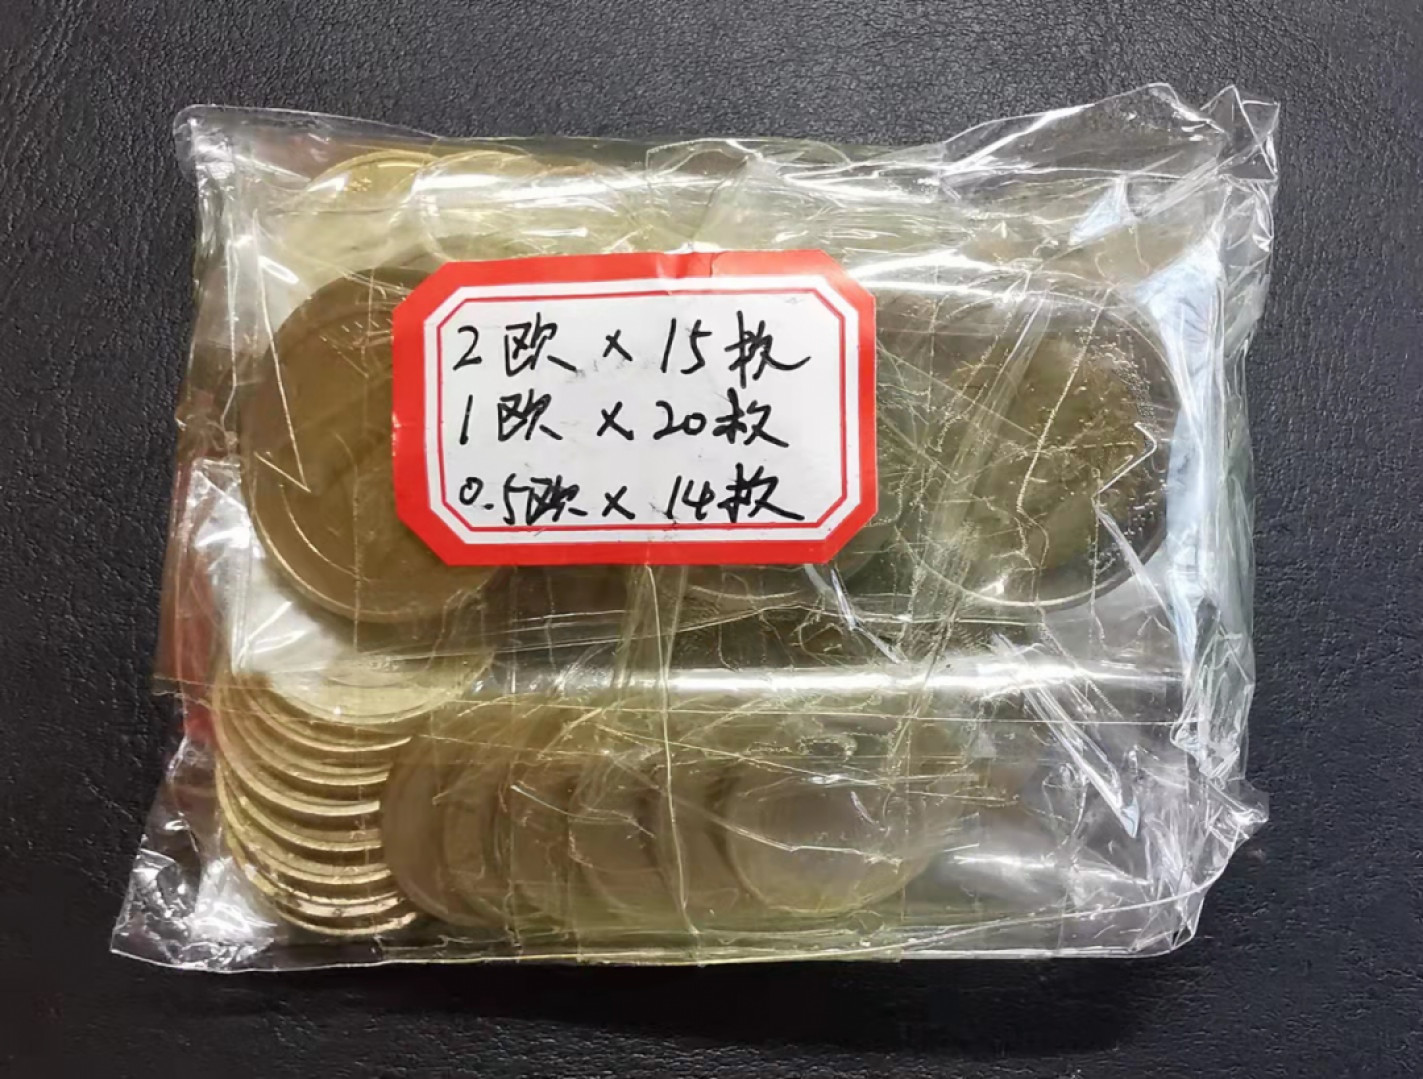 2欧 × 15枚
1欧 × 20枚
0.5欧 × 14枚